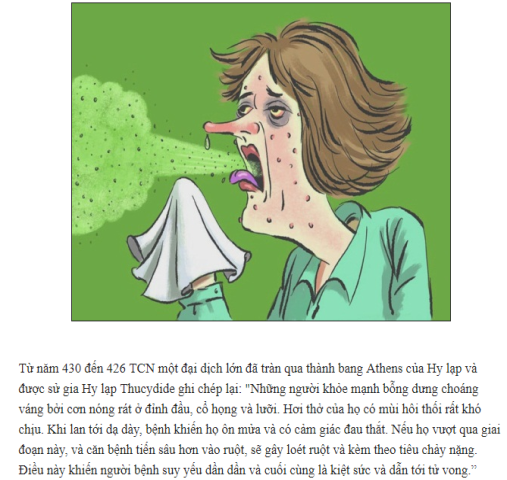 Từ năm 430 đến 426 TCN một đại dịch lớn đã tràn qua thành bang Athens của Hy lạp và
được sử gia Hy lạp Thucydide ghi chép lại: "Những người khỏe mạnh bỗng dưng choáng
váng bởi cơn nóng rát ở đỉnh đầu, cổ họng và lưỡi. Hơi thở của họ có mùi hôi thối rất khó
chịu. Khi lan tới dạ dày, bệnh khiến họ ôn mửa và có cảm giác đau thắt. Nếu họ vượt qua giai
đoạn này, và căn bệnh tiến sâu hơn vào ruột, sẽ gây loét ruột và kèm theo tiêu chảy nặng.
Điều này khiến người bệnh suy yếu dần dần và cuối cùng là kiệt sức và dẫn tới tử vong.”